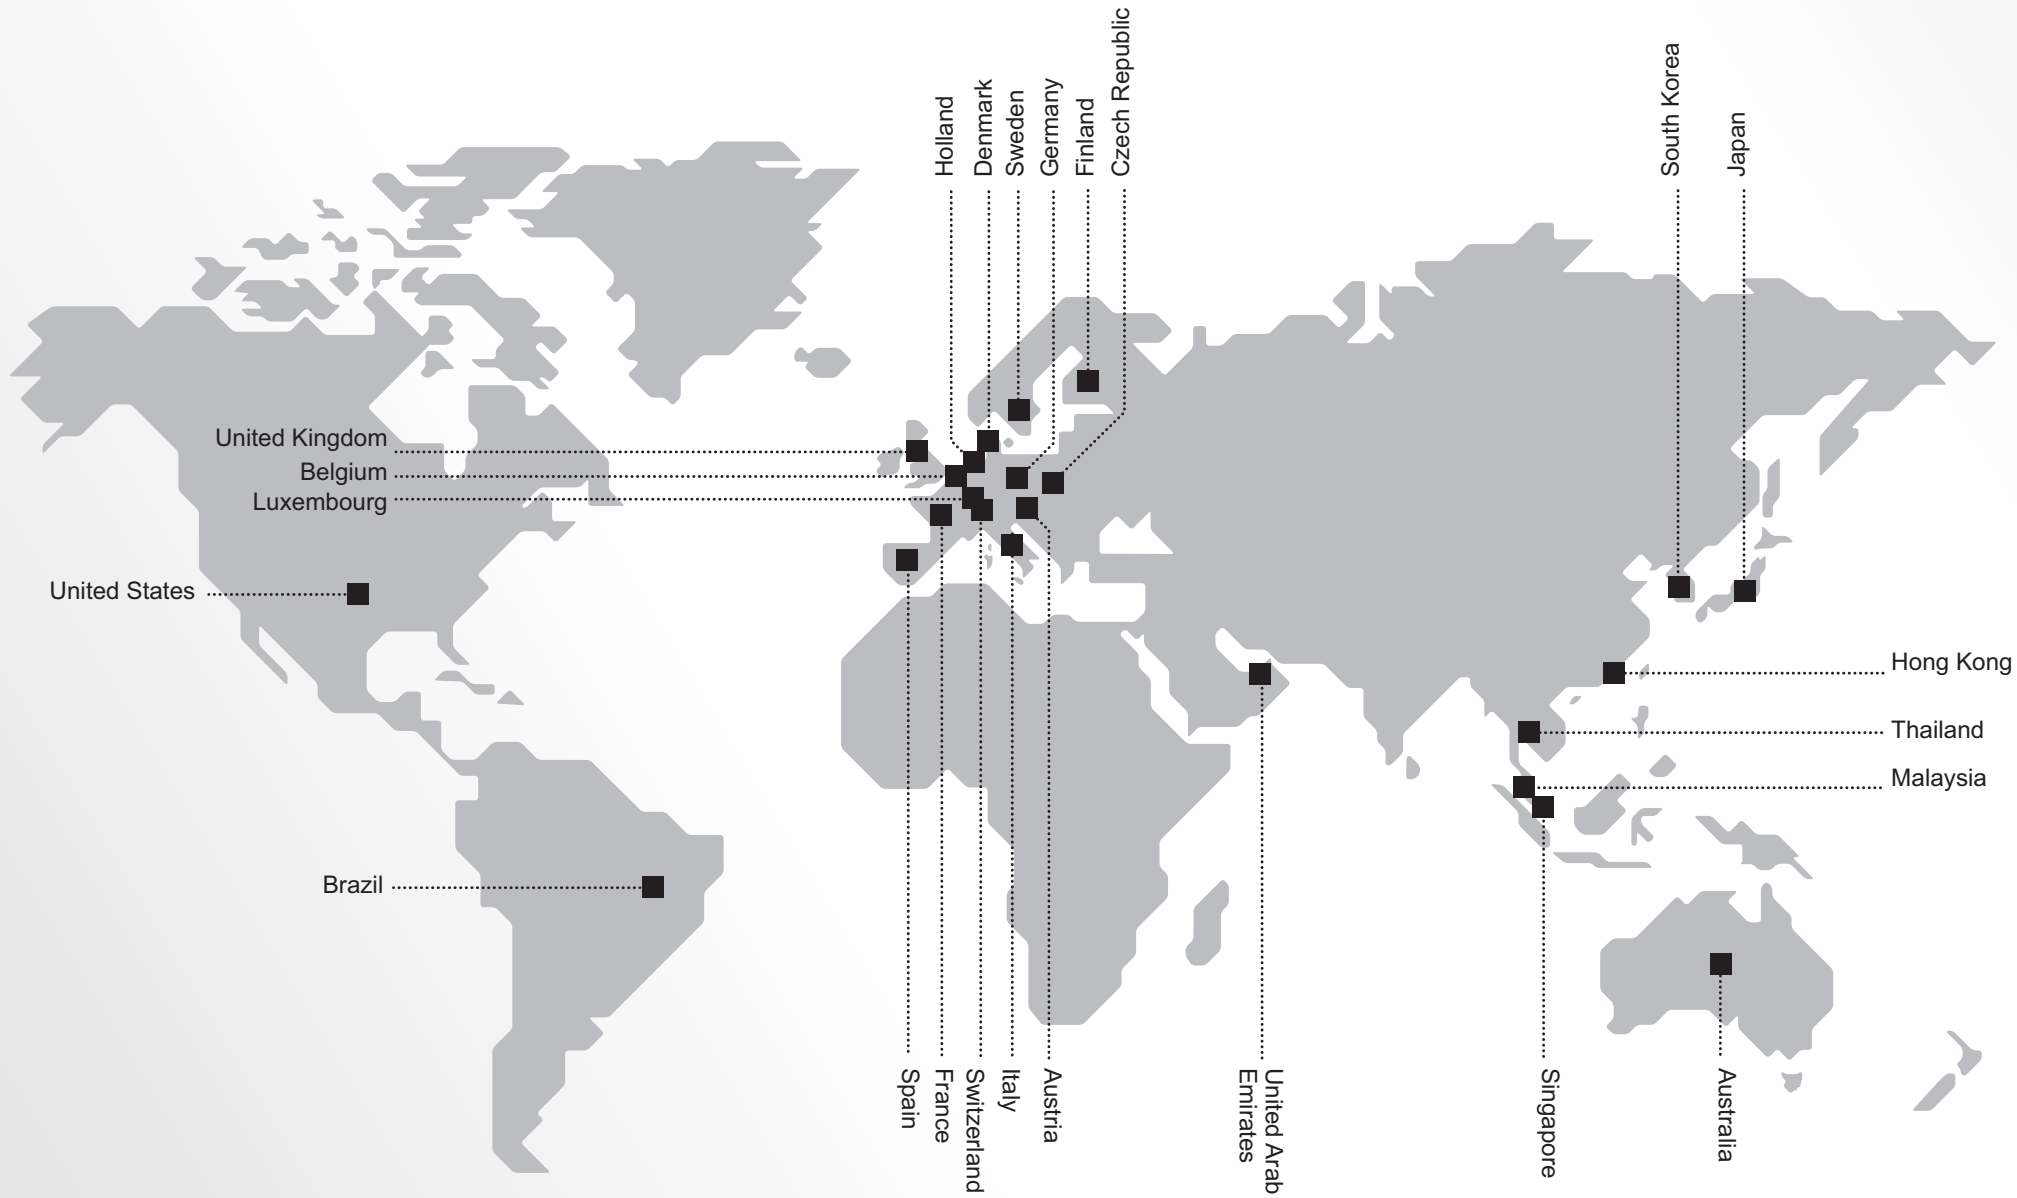 Holland
Denmark
Sweden
Germany
Finland
Czech Republic
South Korea
Japan
United Kingdom
Belgium
Luxembourg
United States
Brazil
Hong Kong
Thailand
Malaysia
Spain
France
Switzerland
Italy
Austria
United Arab
Emirates
Singapore
Australia